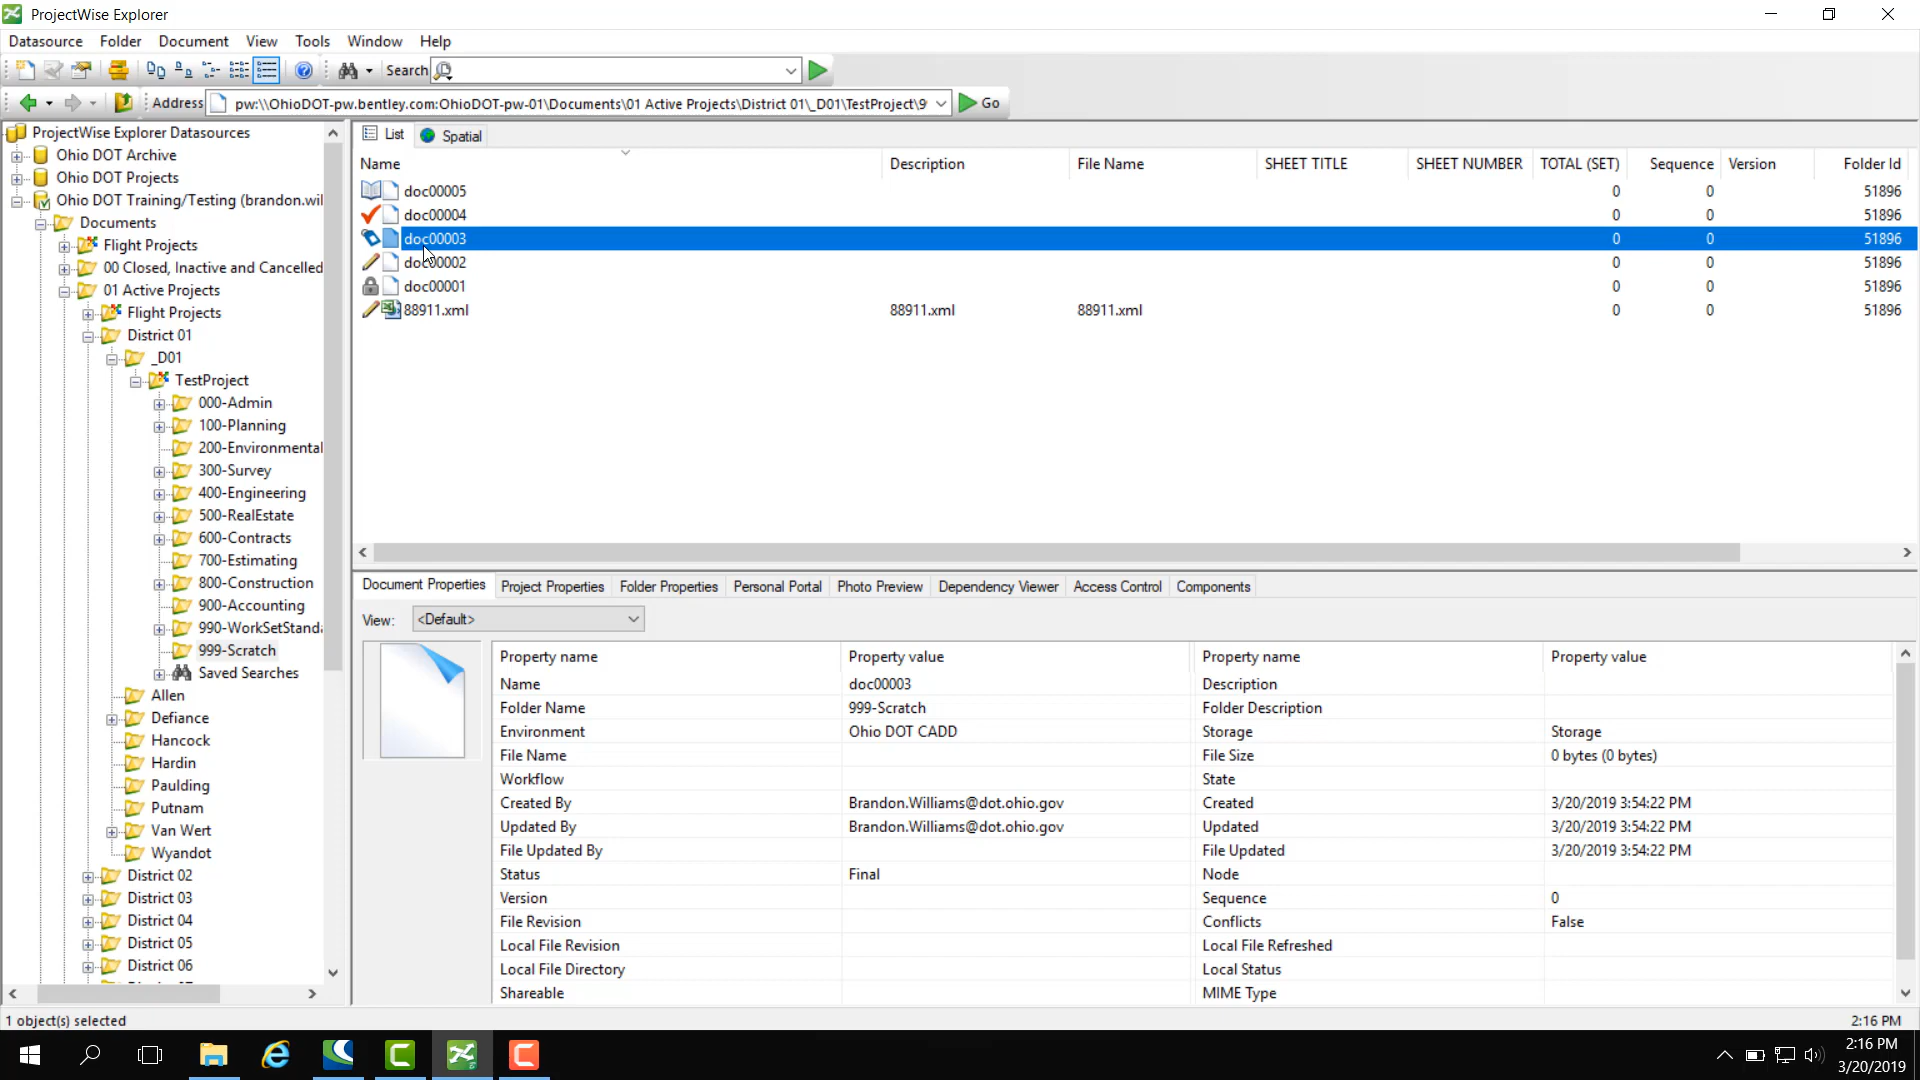 ProjectWise Explorer
Datasource Folder Document View Tools Window Help
Search
Address pw:\\OhioDOT-pw.bentley.com:OhioDOT-pw-01\Documents\01 Active Projects\District 01\_D01\TestProject\9 Go
ProjectWise Explorer Datasources
Ohio DOT Archive
Ohio DOT Projects
Ohio DOT Training/Testing (brandon.wil
Documents
Flight Projects
00 Closed, Inactive and Cancelled
01 Active Projects
Flight Projects
District 01
_D01
TestProject
000-Admin
100-Planning
200-Environmental
300-Survey
400-Engineering
500-RealEstate
600-Contracts
700-Estimating
800-Construction
900-Accounting
990-WorkSetStanda
999-Scratch
Saved Searches
Allen
Defiance
Hancock
Hardin
Paulding
Putnam
Van Wert
Wyandot
District 02
District 03
District 04
District 05
District 06
List Spatial
Name Description File Name SHEET TITLE SHEET NUMBER TOTAL (SET) Sequence Version Folder Id
doc00005 0 0 51896
doc00004 0 0 51896
doc00003 0 0 51896
doc00002 0 0 51896
doc00001 0 0 51896
88911.xml 88911.xml 88911.xml 0 0 51896
Document Properties Project Properties Folder Properties Personal Portal Photo Preview Dependency Viewer Access Control Components
View: <Default>
Property name Property value Property name Property value
Name doc00003 Description
Folder Name 999-Scratch Folder Description
Environment Ohio DOT CADD Storage Storage
File Name File Size 0 bytes (0 bytes)
Workflow State
Created By Brandon.Williams@dot.ohio.gov Created 3/20/2019 3:54:22 PM
Updated By Brandon.Williams@dot.ohio.gov Updated 3/20/2019 3:54:22 PM
File Updated By File Updated 3/20/2019 3:54:22 PM
Status Final Node
Version Sequence 0
File Revision Conflicts False
Local File Revision Local File Refreshed
Local File Directory Local Status
Shareable MIME Type
1 object(s) selected 2:16 PM
2:16 PM
3/20/2019